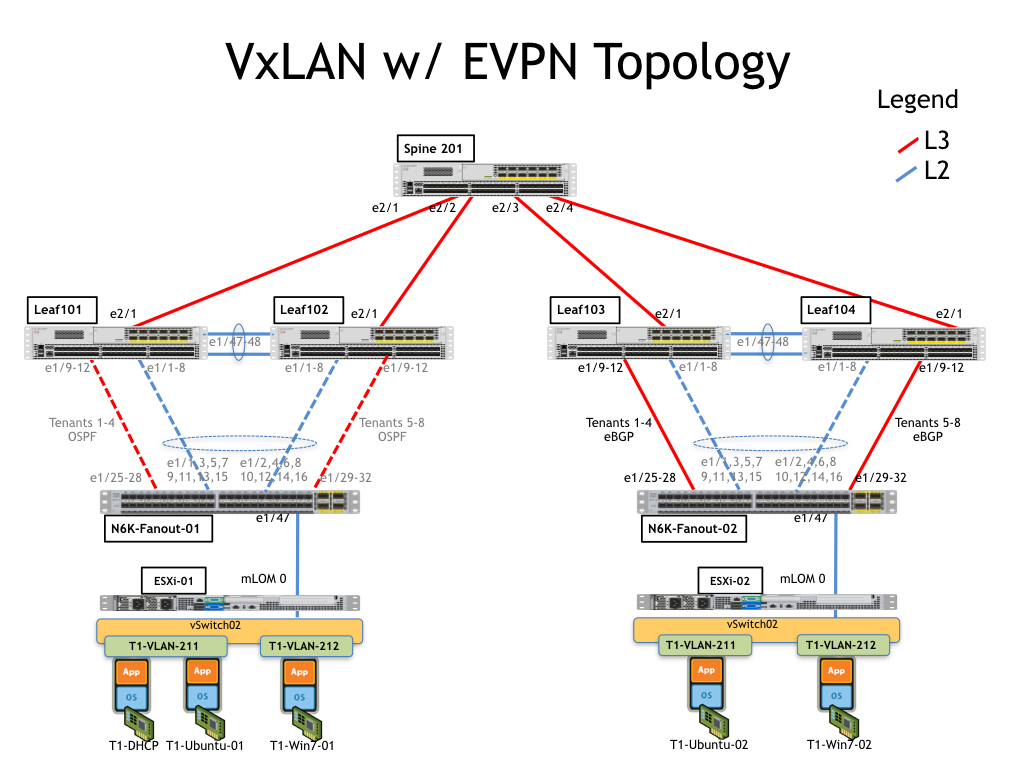 VxLAN w/ EVPN Topology
Legend
L3
L2
Spine 201
e2/1
e2/2
e2/3
e2/4
Leaf101
e2/1
Leaf102
e2/1
Leaf103
e2/1
Leaf104
e2/1
e1/47-48
e1/47-48
e1/9-12
e1/1-8
e1/1-8
e1/9-12
e1/9-12
e1/1-8
e1/1-8
e1/9-12
Tenants 1-4
OSPF
Tenants 5-8
OSPF
Tenants 1-4
eBGP
Tenants 5-8
eBGP
e1/1,3,5,7
9,11,13,15
e1/2,4,6,8
10,12,14,16
e1/25-28
e1/29-32
e1/1,3,5,7
9,11,13,15
e1/2,4,6,8
10,12,14,16
e1/25-28
e1/29-32
N6K-Fanout-01
e1/47
N6K-Fanout-02
e1/47
ESXi-01
mLOM 0
ESXi-02
mLOM 0
vSwitch02
vSwitch02
T1-VLAN-211
T1-VLAN-212
T1-VLAN-211
T1-VLAN-212
App
App
App
App
App
OS
OS
OS
OS
OS
T1-DHCP
T1-Ubuntu-01
T1-Win7-01
T1-Ubuntu-02
T1-Win7-02